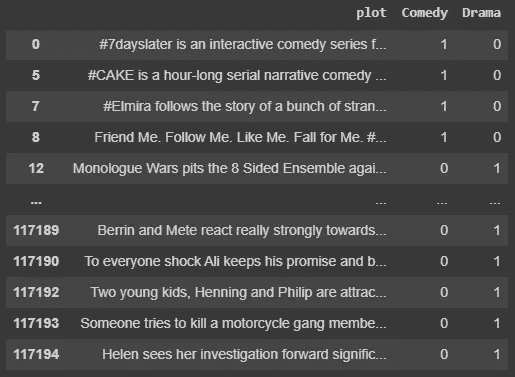 plot Comedy Drama
0 #7dayslater is an interactive comedy series f... 1 0
5 #CAKE is a hour-long serial narrative comedy ... 1 0
7 #Elmira follows the story of a bunch of stran... 1 0
8 Friend Me. Follow Me. Like Me. Fall for Me. #... 1 0
12 Monologue Wars pits the 8 Sided Ensemble agai... 0 1
... ... ... ...
117189 Berrin and Mete react really strongly towards... 0 1
117190 To everyone shock Ali keeps his promise and b... 0 1
117192 Two young kids, Henning and Philip are attrac... 0 1
117193 Someone tries to kill a motorcycle gang membe... 0 1
117194 Helen sees her investigation forward signific... 0 1